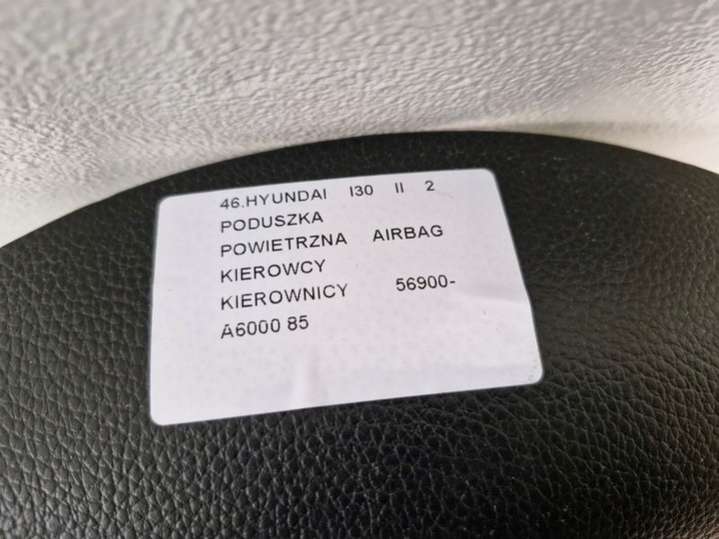 46.HYUNDAI I30 II 2
PODUSZKA
POWIETRZNA AIRBAG
KIEROWCY
KIEROWNICY 56900-
A6000 85